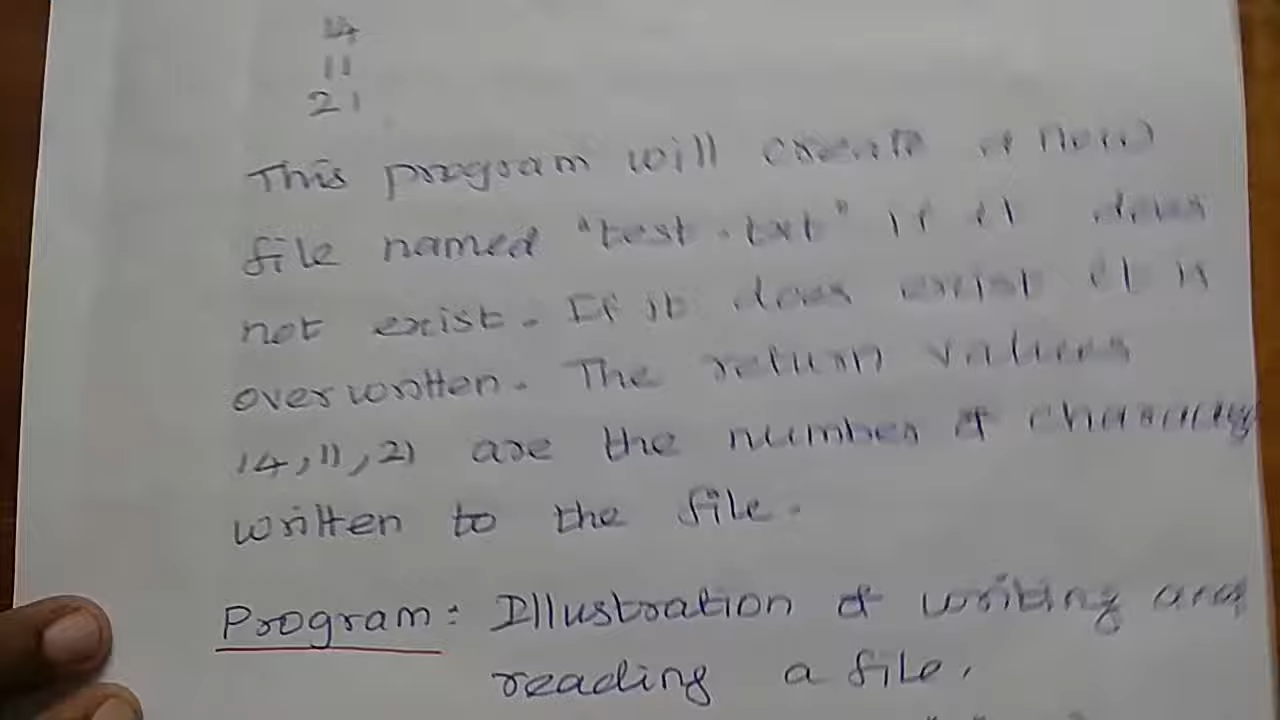 14
11
21
This program will create a new
file named "test.txt" if it does
not exist. If it does exist it is
overwritten. The return values
14, 11, 21 are the number of characters
written to the file.
Program: Illustration of writing and
reading a file.